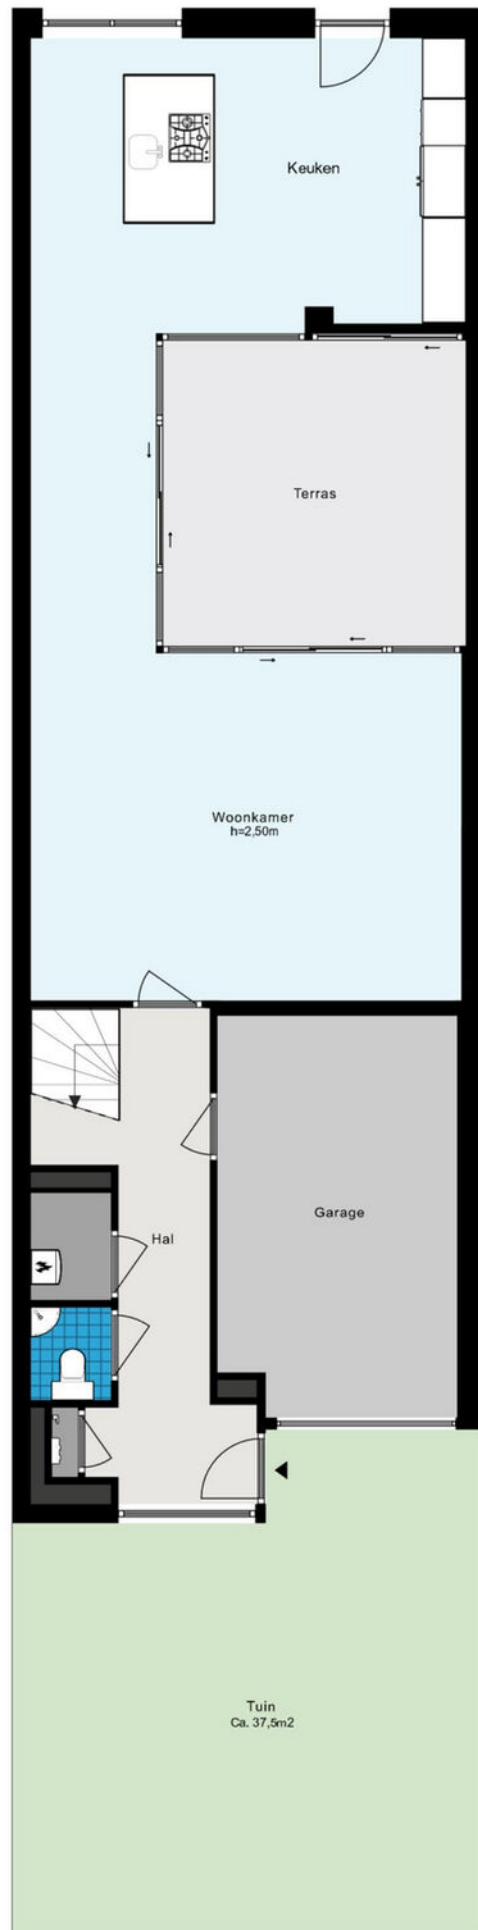 Keuken
Terras
Woonkamer
h=2,50m
Garage
Hal
Tuin
Ca. 37,5m2